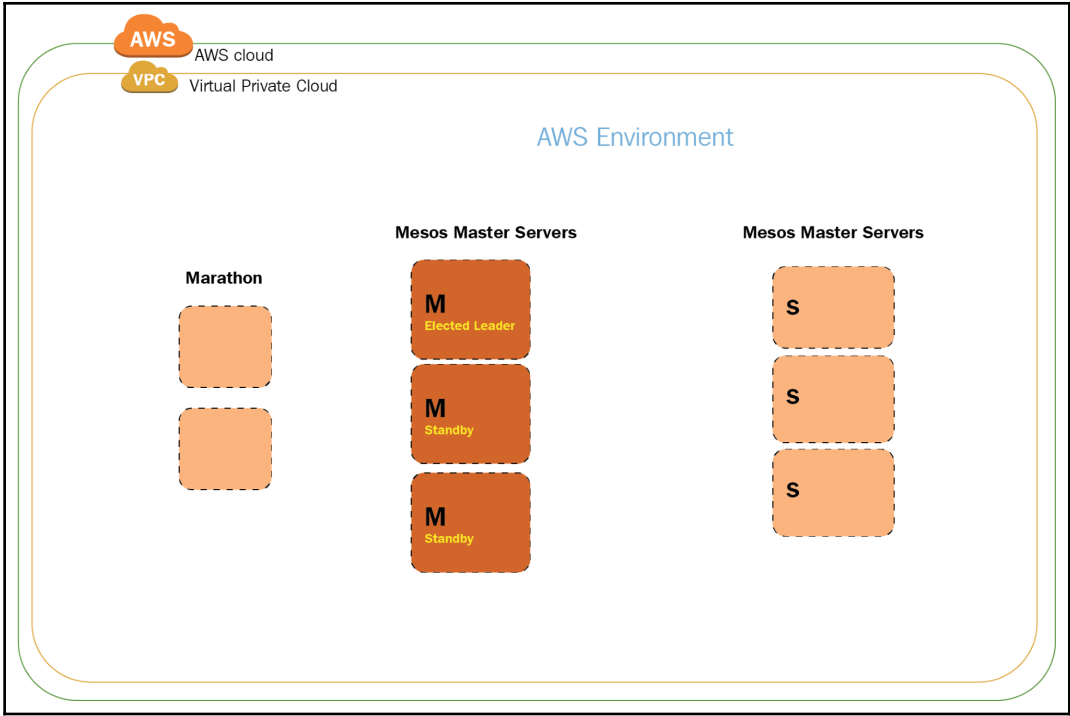 AWS
AWS cloud
VPC
Virtual Private Cloud
AWS Environment
Marathon
Mesos Master Servers
M
Elected Leader
M
Standby
M
Standby
Mesos Master Servers
S
S
S